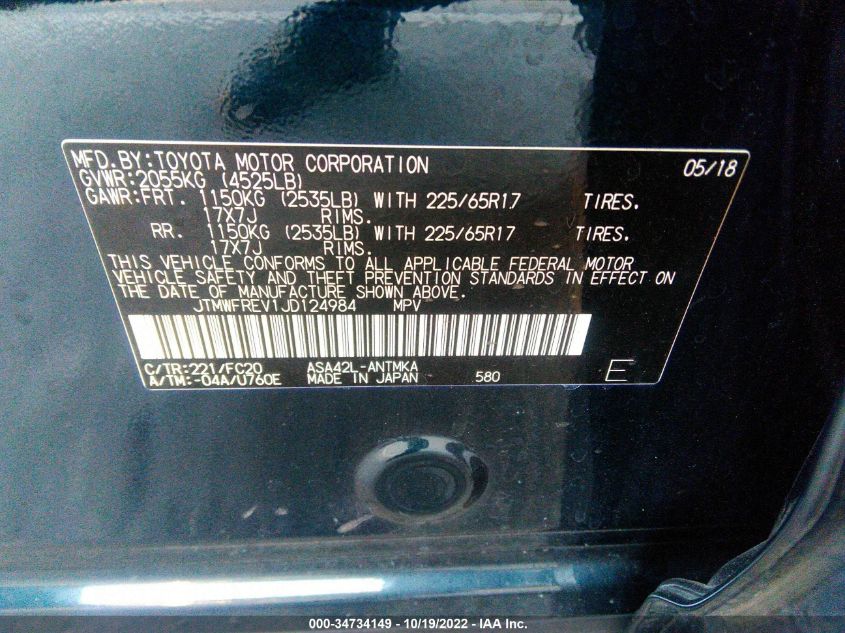 MFD.BY:TOYOTA MOTOR CORPORATION 05/18
GVWR:2055KG (4525LB)
GAWR:FRT. 1150KG (2535LB) WITH 225/65R17 TIRES.
17X7J RIMS.
RR. 1150KG (2535LB) WITH 225/65R17 TIRES.
17X7J RIMS.
THIS VEHICLE CONFORMS TO ALL APPLICABLE FEDERAL MOTOR
VEHICLE SAFETY AND THEFT PREVENTION STANDARDS IN EFFECT ON
THE DATE OF MANUFACTURE SHOWN ABOVE.
JTMWFREV1JD124984 MPV
C/TR:221/FC20 ASA42L-ANTMKA
A/TM:-04A/U760E MADE IN JAPAN 580 E
000-34734149 - 10/19/2022 - IAA Inc.